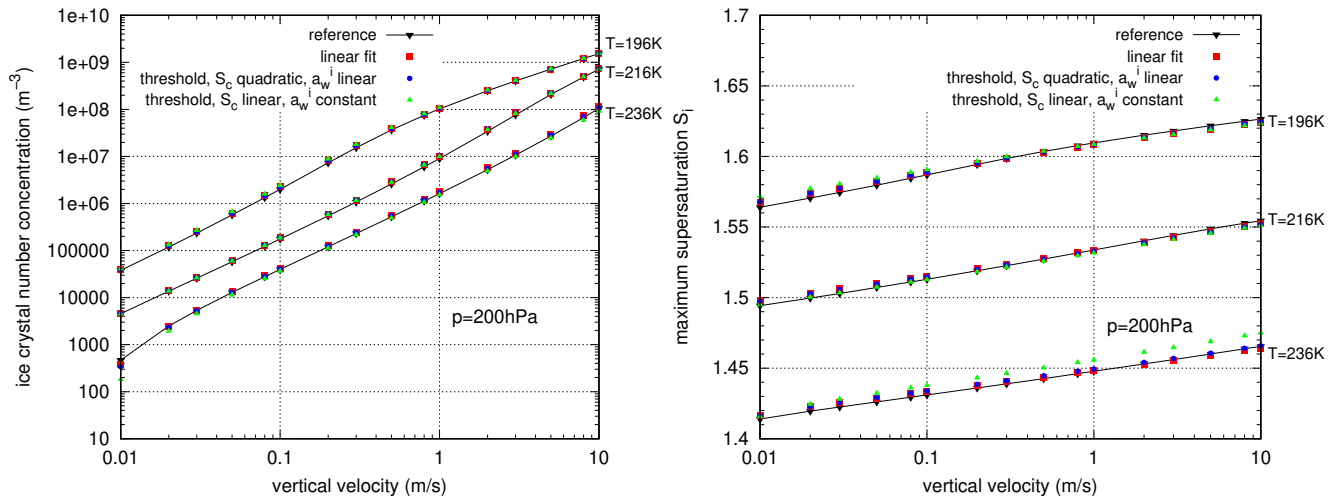 1e+10
1e+09
1e+08
1e+07
1e+06
100000
10000
1000
100
10
ice crystal number concentration (m⁻³)
reference
linear fit
threshold, S_c quadratic, a_w^i linear
threshold, S_c linear, a_w^i constant
T=196K
T=216K
T=236K
p=200hPa
0.01 0.1 1 10
vertical velocity (m/s)
1.7
1.65
1.6
1.55
1.5
1.45
1.4
maximum supersaturation S_i
reference
linear fit
threshold, S_c quadratic, a_w^i linear
threshold, S_c linear, a_w^i constant
T=196K
T=216K
p=200hPa
T=236K
0.01 0.1 1 10
vertical velocity (m/s)